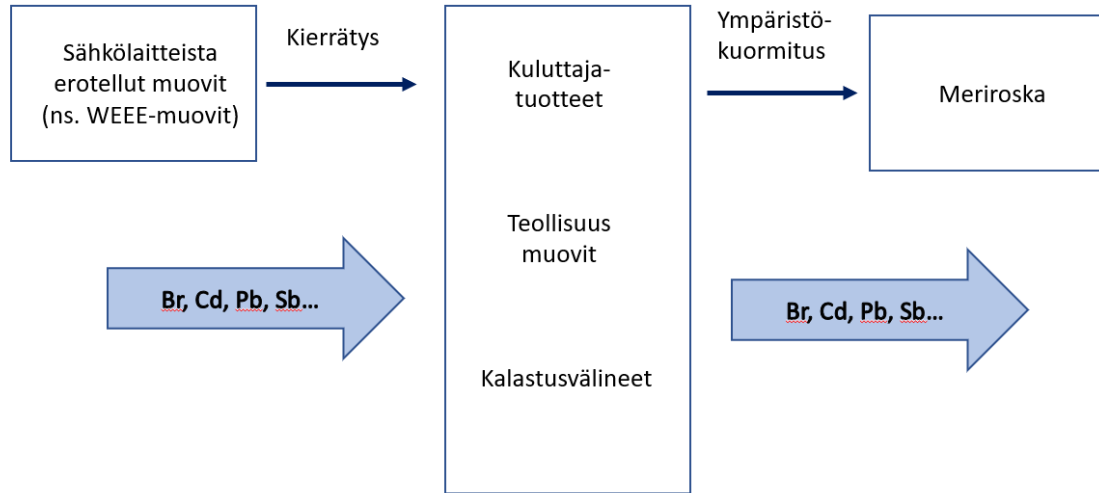 Sähkölaitteista
erotellut muovit
(ns. WEEE-muovit)
Kierrätys
Kuluttaja-
tuotteet
Teollisuus
muovit
Kalastusvälineet
Ympäristö-
kuormitus
Meriroska
Br, Cd, Pb, Sb...
Br, Cd, Pb, Sb...